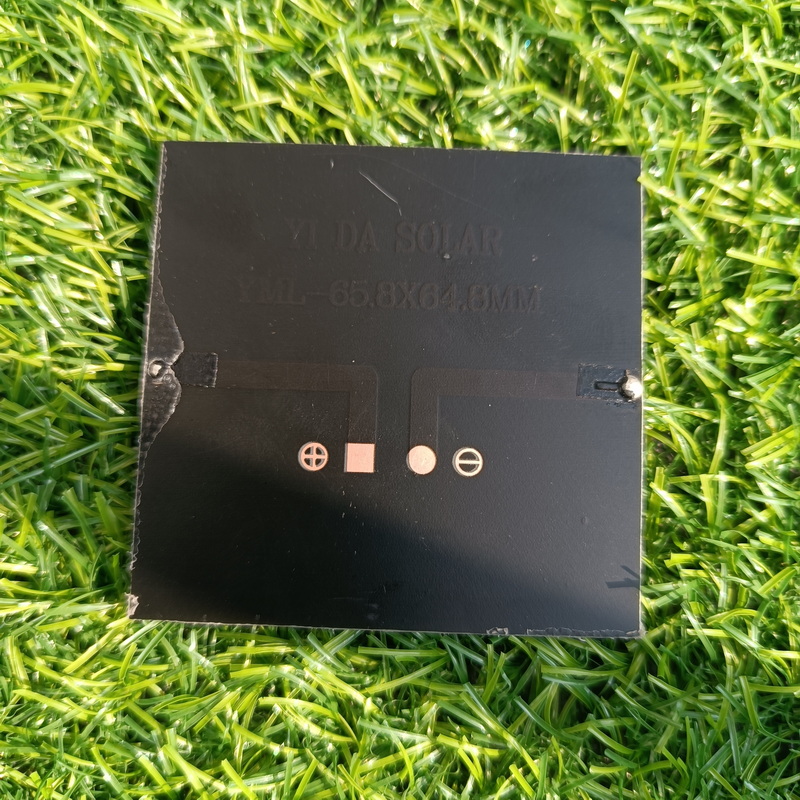 YI DA SOLAR
YML-65.8X64.8MM